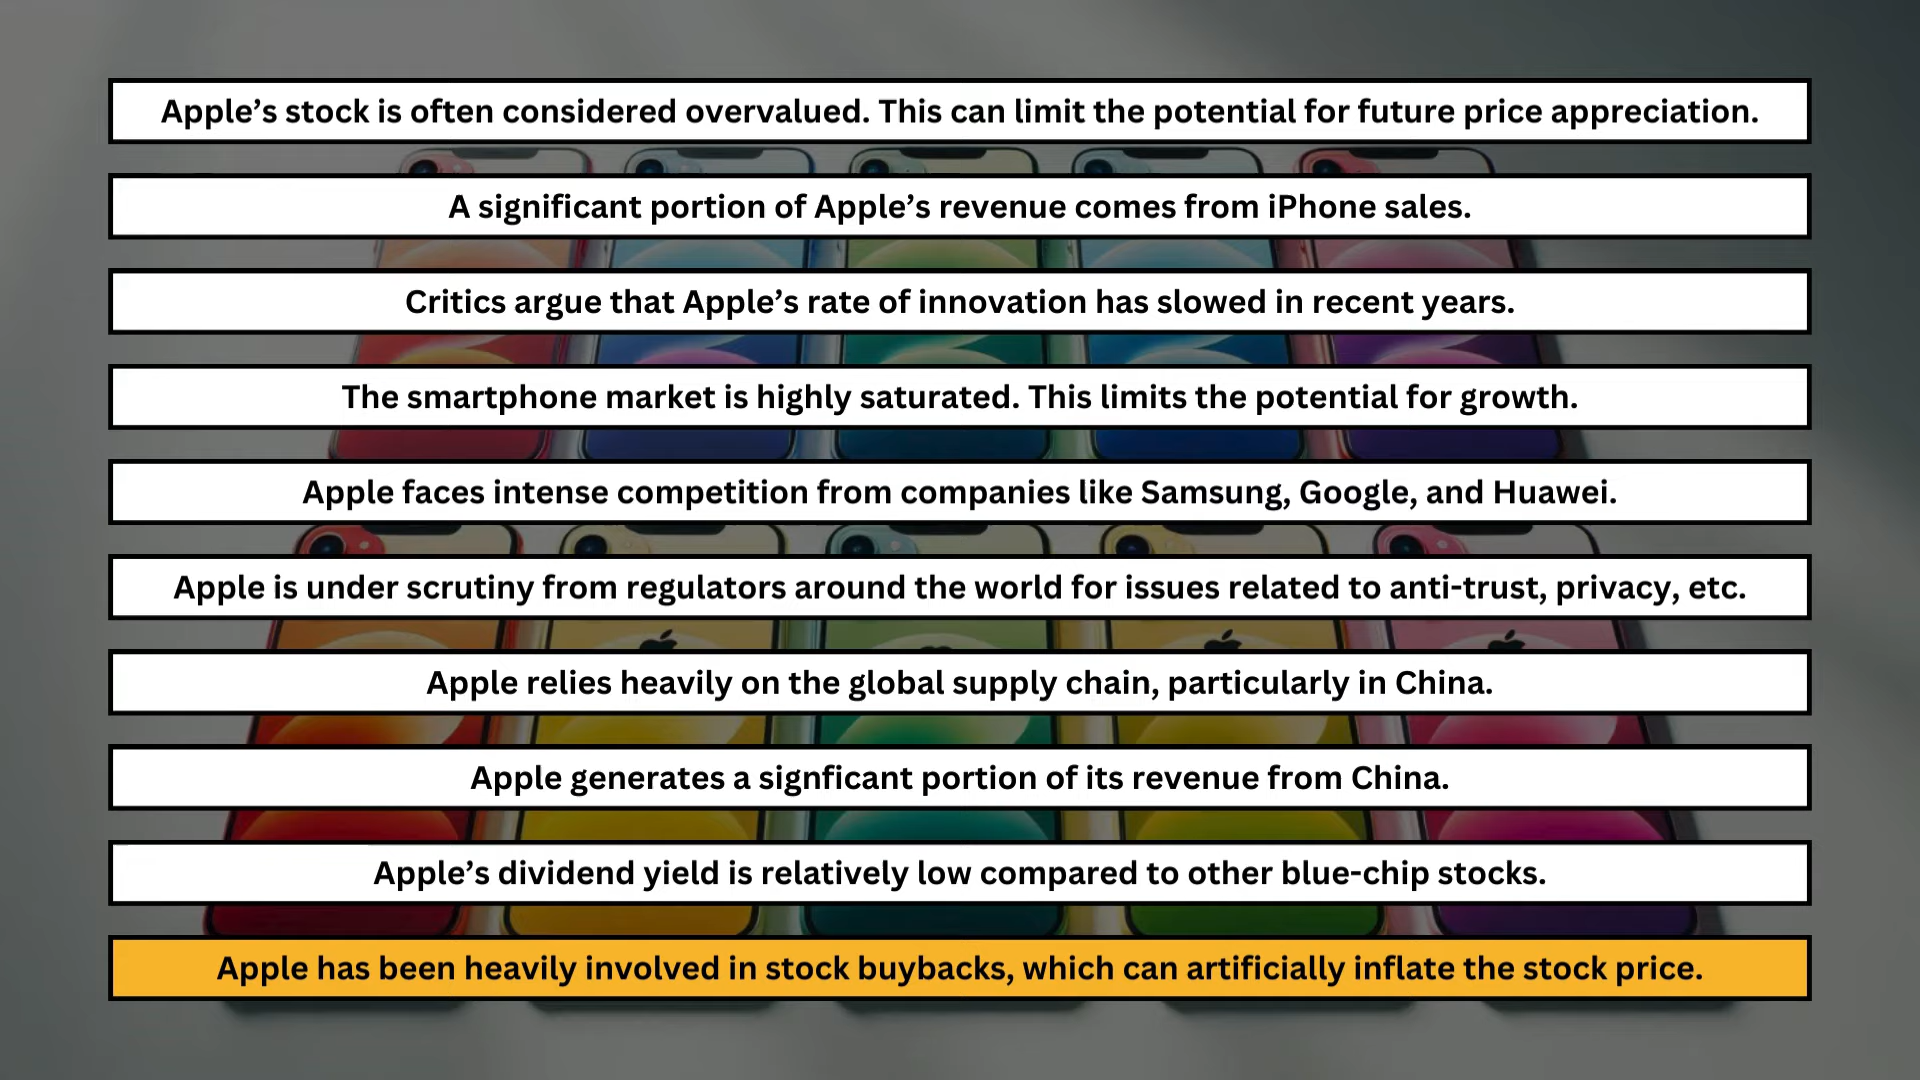 Apple’s stock is often considered overvalued. This can limit the potential for future price appreciation.
A significant portion of Apple’s revenue comes from iPhone sales.
Critics argue that Apple’s rate of innovation has slowed in recent years.
The smartphone market is highly saturated. This limits the potential for growth.
Apple faces intense competition from companies like Samsung, Google, and Huawei.
Apple is under scrutiny from regulators around the world for issues related to anti-trust, privacy, etc.
Apple relies heavily on the global supply chain, particularly in China.
Apple generates a signficant portion of its revenue from China.
Apple’s dividend yield is relatively low compared to other blue-chip stocks.
Apple has been heavily involved in stock buybacks, which can artificially inflate the stock price.